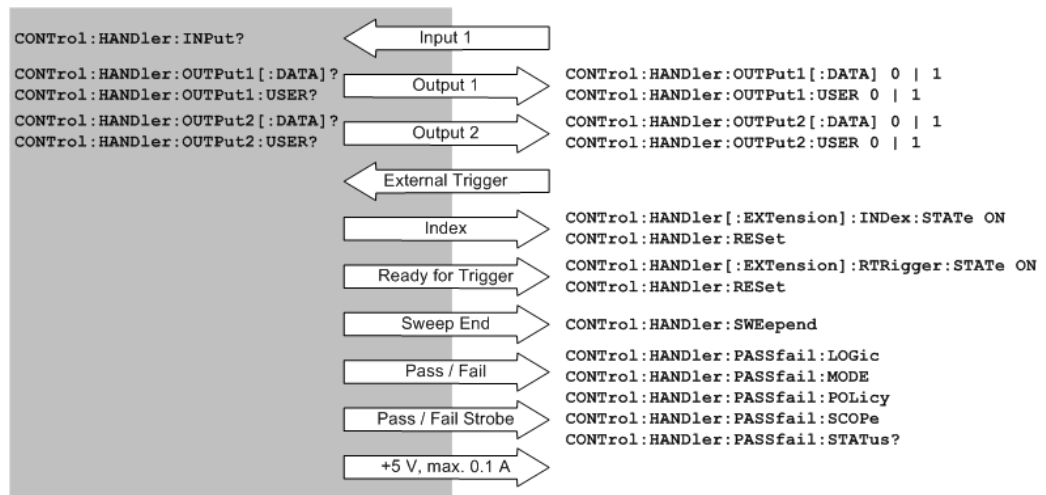 CONTrol:HANDler:INPut?
Input 1
CONTrol:HANDler:OUTPut1[:DATA]?
CONTrol:HANDler:OUTPut1:USER?
Output 1
CONTrol:HANDler:OUTPut1[:DATA] 0 | 1
CONTrol:HANDler:OUTPut1:USER 0 | 1
CONTrol:HANDler:OUTPut2[:DATA]?
CONTrol:HANDler:OUTPut2:USER?
Output 2
CONTrol:HANDler:OUTPut2[:DATA] 0 | 1
CONTrol:HANDler:OUTPut2:USER 0 | 1
External Trigger
Index
CONTrol:HANDler[:EXTension]:INDex:STATe ON
CONTrol:HANDler:RESet
Ready for Trigger
CONTrol:HANDler[:EXTension]:RTRigger:STATe ON
CONTrol:HANDler:RESet
Sweep End
CONTrol:HANDler:SWEepend
Pass / Fail
CONTrol:HANDler:PASSfail:LOGic
CONTrol:HANDler:PASSfail:MODE
CONTrol:HANDler:PASSfail:POLicy
Pass / Fail Strobe
CONTrol:HANDler:PASSfail:SCOPe
CONTrol:HANDler:PASSfail:STATus?
+5 V, max. 0.1 A